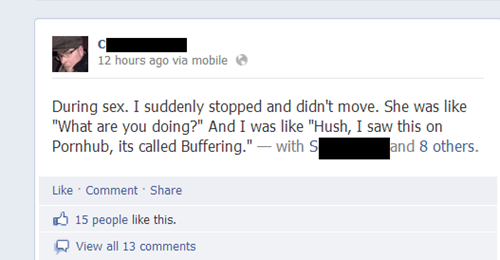 C
12 hours ago via mobile
During sex. I suddenly stopped and didn't move. She was like
"What are you doing?" And I was like "Hush, I saw this on
Pornhub, its called Buffering." — with S and 8 others.
Like · Comment · Share
15 people like this.
View all 13 comments